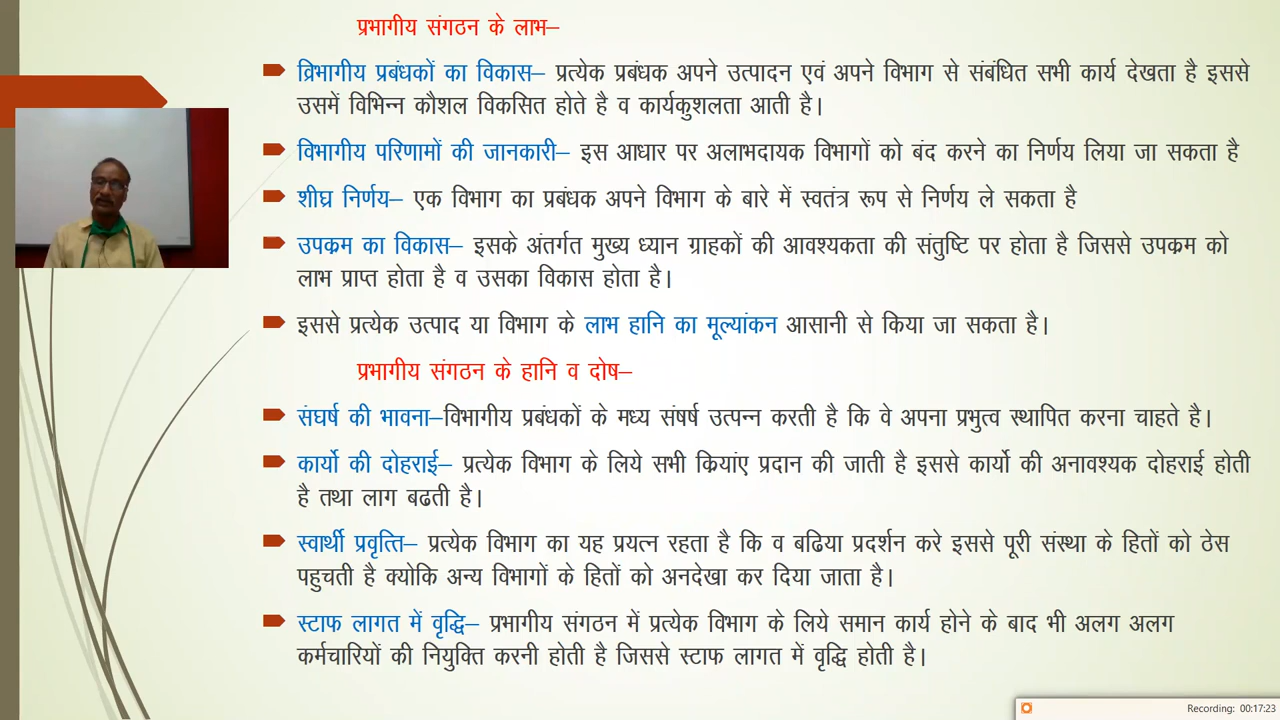 प्रभागीय संगठन के लाभ–
विभागीय प्रबंधकों का विकास– प्रत्येक प्रबंधक अपने उत्पादन एवं अपने विभाग से संबंधित सभी कार्य देखता है इससे
उसमें विभिन्न कौशल विकसित होते है व कार्यकुशलता आती है।
विभागीय परिणामों की जानकारी– इस आधार पर अलाभदायक विभागों को बंद करने का निर्णय लिया जा सकता है
शीघ्र निर्णय– एक विभाग का प्रबंधक अपने विभाग के बारे में स्वतंत्र रूप से निर्णय ले सकता है
उपक्रम का विकास– इसके अंतर्गत मुख्य ध्यान ग्राहकों की आवश्यकता की संतुष्टि पर होता है जिससे उपक्रम को
लाभ प्राप्त होता है व उसका विकास होता है।
इससे प्रत्येक उत्पाद या विभाग के लाभ हानि का मूल्यांकन आसानी से किया जा सकता है।
प्रभागीय संगठन के हानि व दोष–
संघर्ष की भावना–विभागीय प्रबंधकों के मध्य संषर्ष उत्पन्न करती है कि वे अपना प्रभुत्व स्थापित करना चाहते है।
कार्यो की दोहराई– प्रत्येक विभाग के लिये सभी क्रियांए प्रदान की जाती है इससे कार्यो की अनावश्यक दोहराई होती
है तथा लाग बढती है।
स्वार्थी प्रवृत्ति– प्रत्येक विभाग का यह प्रयत्न रहता है कि व बढिया प्रदर्शन करे इससे पूरी संस्था के हितों को ठेस
पहुचती है क्योकि अन्य विभागों के हितों को अनदेखा कर दिया जाता है।
स्टाफ लागत में वृद्धि– प्रभागीय संगठन में प्रत्येक विभाग के लिये समान कार्य होने के बाद भी अलग अलग
कर्मचारियों की नियुक्ति करनी होती है जिससे स्टाफ लागत में वृद्धि होती है।
Recording: 00:17:23